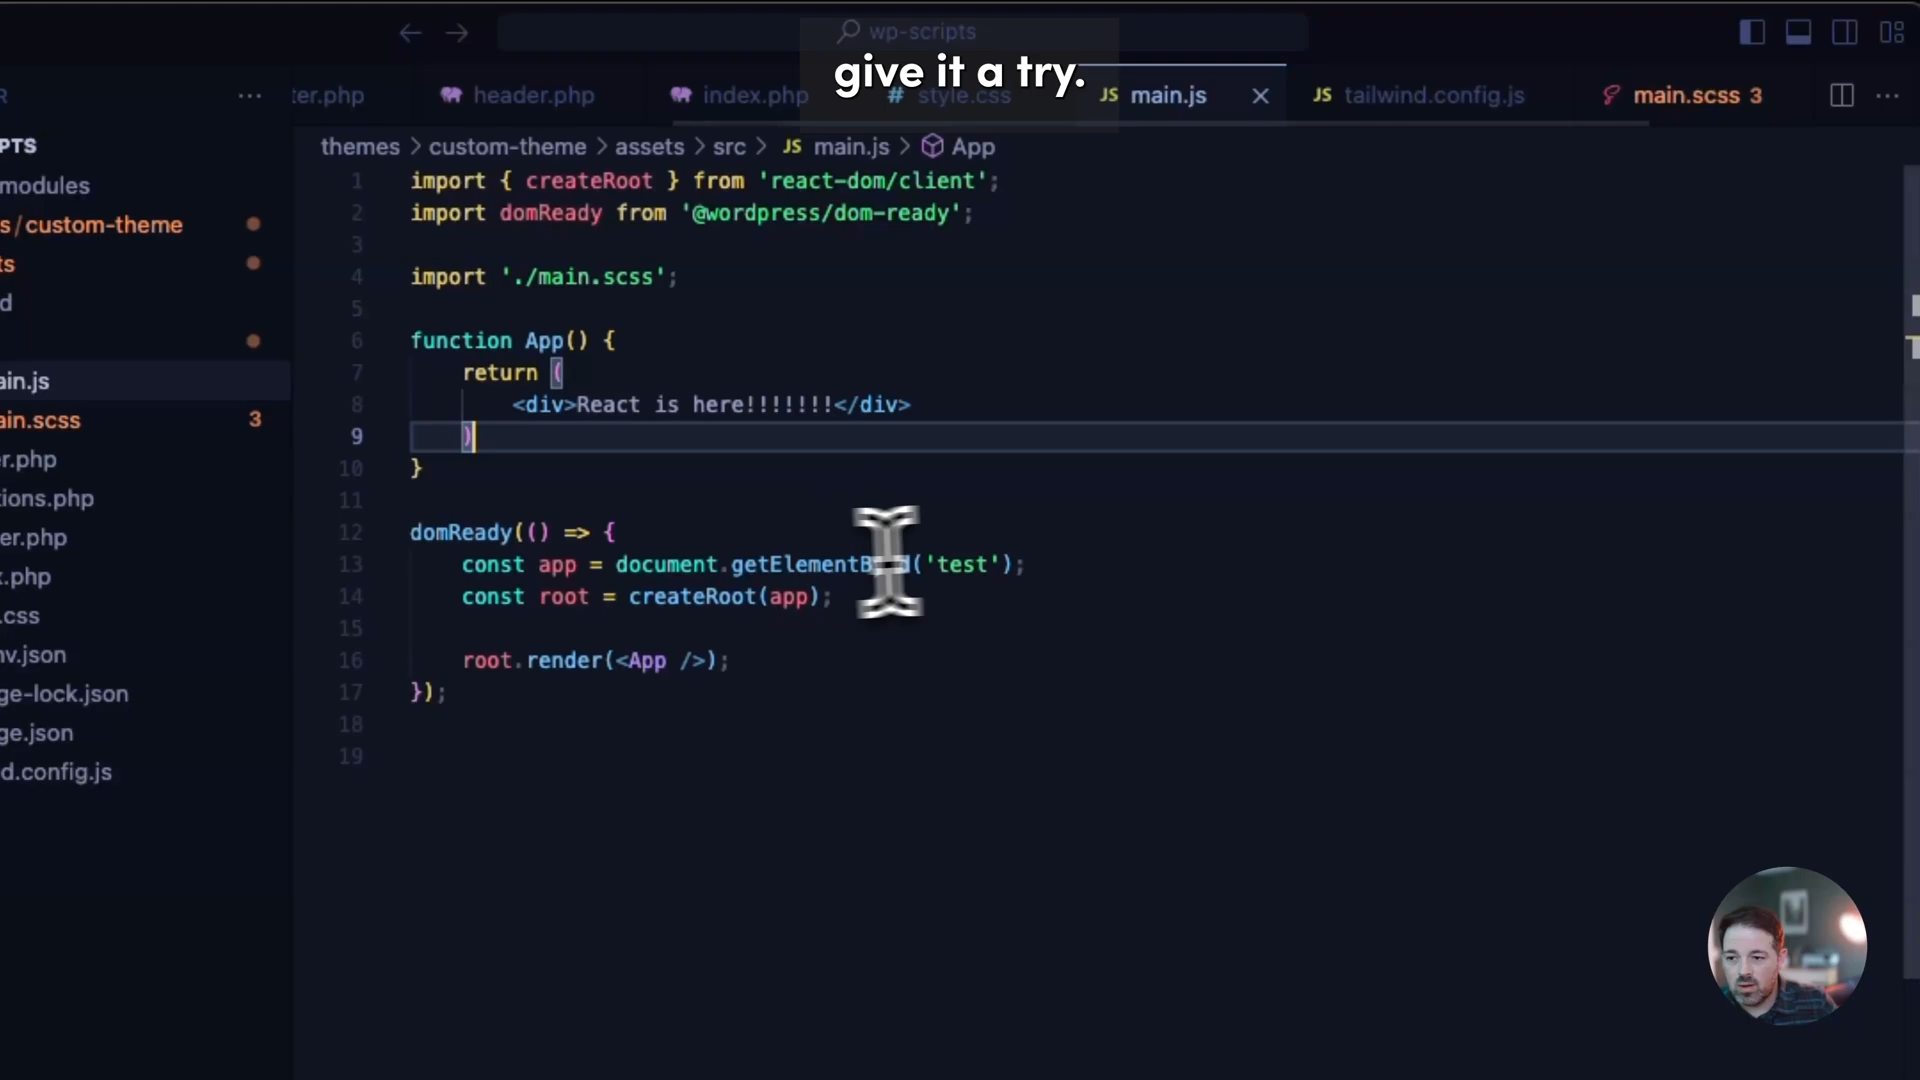 wp-scripts
give it a try.
R
ter.php
header.php
index.php
style.css
JS main.js
JS tailwind.config.js
main.scss 3
themes > custom-theme > assets > src > JS main.js > App
PTS
modules
s/custom-theme
ts
d
ain.js
ain.scss 3
r.php
tions.php
er.php
x.php
.css
nv.json
ge-lock.json
ge.json
d.config.js
1 import { createRoot } from 'react-dom/client';
2 import domReady from '@wordpress/dom-ready';
3
4 import './main.scss';
5
6 function App() {
7 return (
8 <div>React is here!!!!!!!</div>
9 )
10 }
11
12 domReady(() => {
13 const app = document.getElementB d('test');
14 const root = createRoot(app);
15
16 root.render(<App />);
17 });
18
19